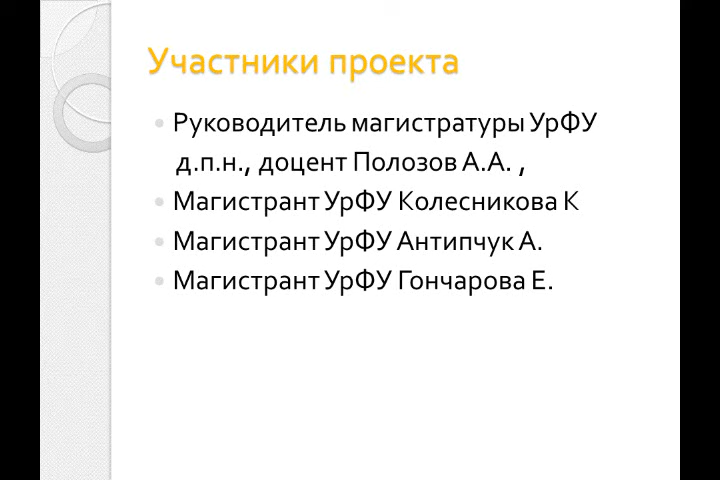 Участники проекта
Руководитель магистратуры УрФУ
д.п.н., доцент Полозов А.А. ,
Магистрант УрФУ Колесникова К
Магистрант УрФУ Антипчук А.
Магистрант УрФУ Гончарова Е.